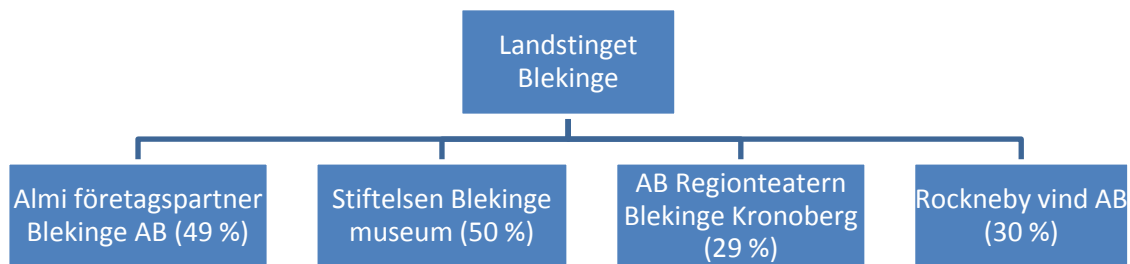 Landstinget
Blekinge
Almi företagspartner
Blekinge AB (49 %)
Stiftelsen Blekinge
museum (50 %)
AB Regionteatern
Blekinge Kronoberg
(29 %)
Rockneby vind AB
(30 %)